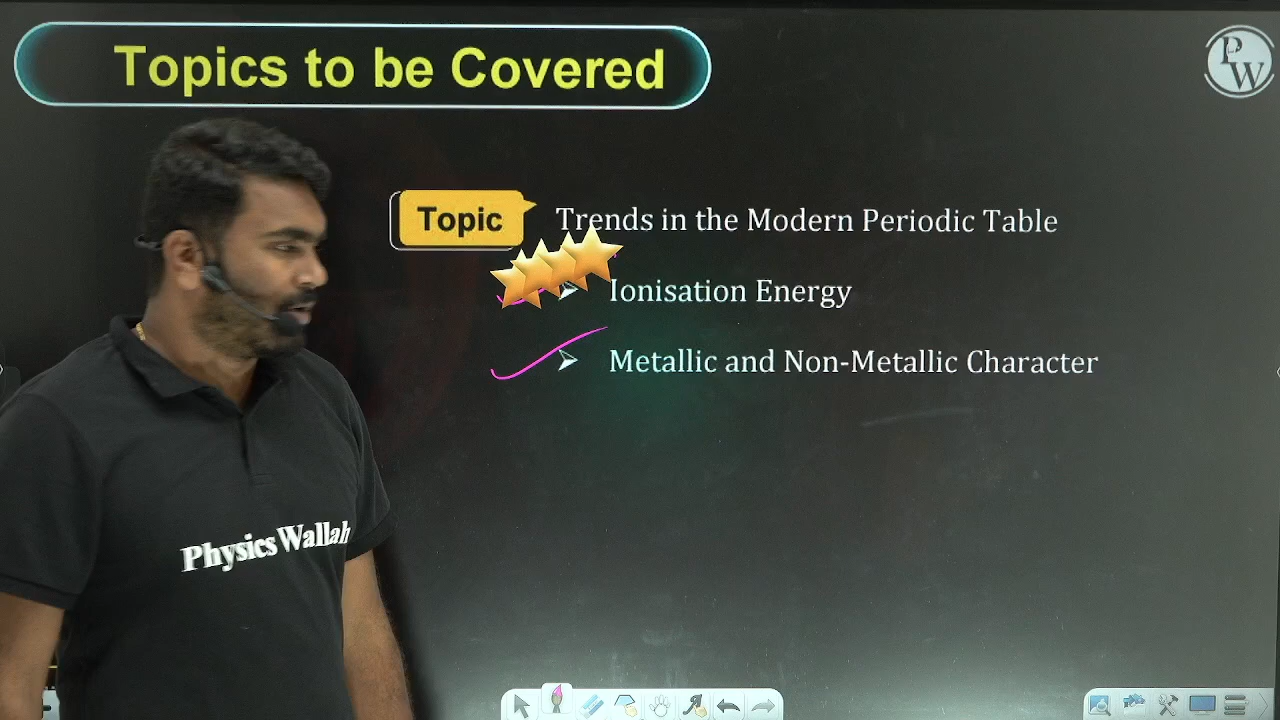 Topics to be Covered
PW
Topic
Trends in the Modern Periodic Table
Ionisation Energy
Metallic and Non-Metallic Character
Physics Wallah